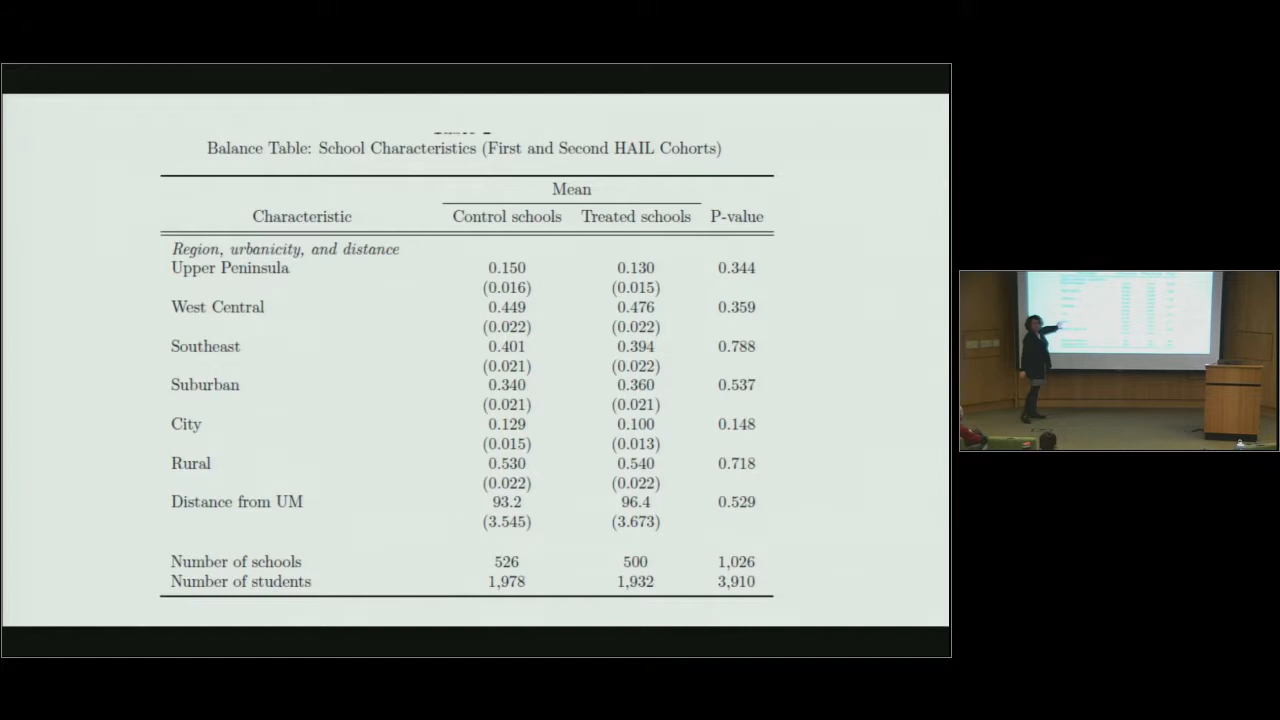 Balance Table: School Characteristics (First and Second HAIL Cohorts)
Mean
Characteristic Control schools Treated schools P-value
Region, urbanicity, and distance
Upper Peninsula 0.150 0.130 0.344
(0.016) (0.015)
West Central 0.449 0.476 0.359
(0.022) (0.022)
Southeast 0.401 0.394 0.788
(0.021) (0.022)
Suburban 0.340 0.360 0.537
(0.021) (0.021)
City 0.129 0.100 0.148
(0.015) (0.013)
Rural 0.530 0.540 0.718
(0.022) (0.022)
Distance from UM 93.2 96.4 0.529
(3.545) (3.673)
Number of schools 526 500 1,026
Number of students 1,978 1,932 3,910